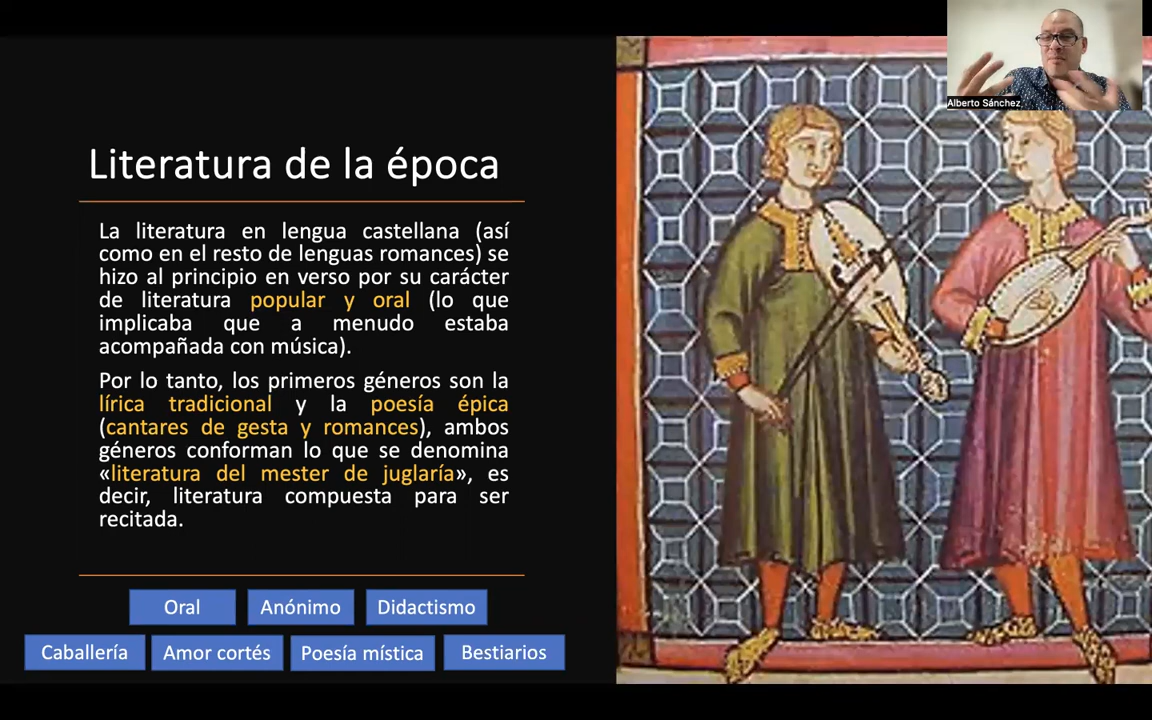 Alberto Sánchez
Literatura de la época
La literatura en lengua castellana (así
como en el resto de lenguas romances) se
hizo al principio en verso por su carácter
de literatura popular y oral (lo que
implicaba que a menudo estaba
acompañada con música).
Por lo tanto, los primeros géneros son la
lírica tradicional y la poesía épica
(cantares de gesta y romances), ambos
géneros conforman lo que se denomina
«literatura del mester de juglaría», es
decir, literatura compuesta para ser
recitada.
Oral
Anónimo
Didactismo
Caballería
Amor cortés
Poesía mística
Bestiarios